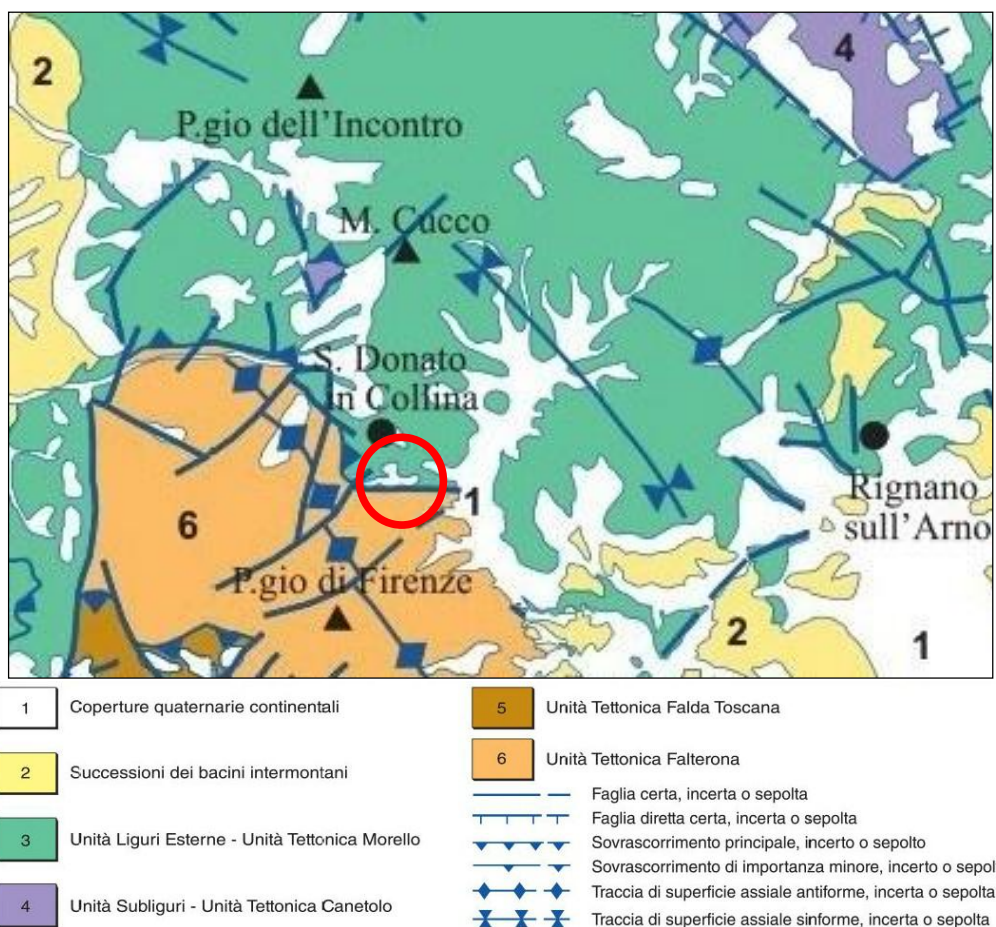 2
4
P.gio dell'Incontro
M. Cucco
S. Donato
in Collina
1
Rignano
sull'Arno
6
P.gio di Firenze
2
1
1 Coperture quaternarie continentali
2 Successioni dei bacini intermontani
3 Unità Liguri Esterne - Unità Tettonica Morello
4 Unità Subliguri - Unità Tettonica Canetolo
5 Unità Tettonica Falda Toscana
6 Unità Tettonica Falterona
Faglia certa, incerta o sepolta
Faglia diretta certa, incerta o sepolta
Sovrascorrimento principale, incerto o sepolto
Sovrascorrimento di importanza minore, incerto o sepol
Traccia di superficie assiale antiforme, incerta o sepolta
Traccia di superficie assiale sinforme, incerta o sepolta